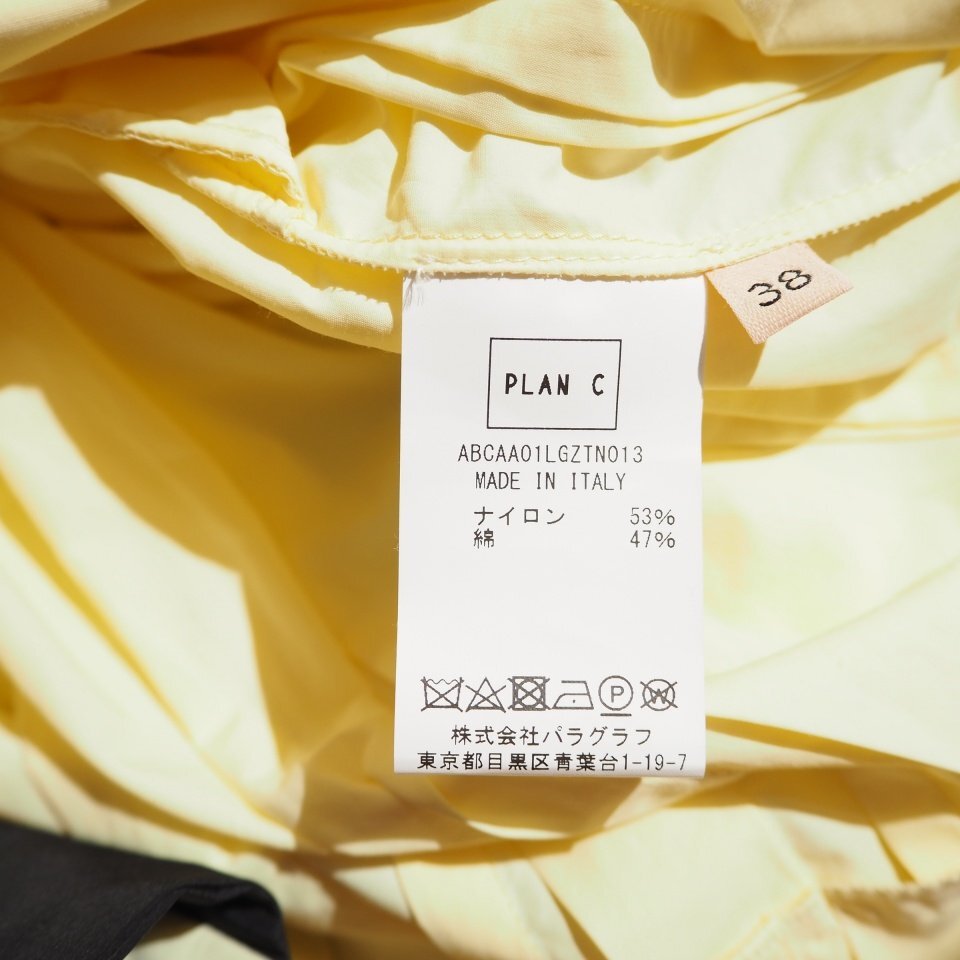 38
PLAN C
ABCAA01LGZTN013
MADE IN ITALY
ナイロン 53%
綿 47%
P
W
株式会社パラグラフ
東京都目黒区青葉台1-19-7